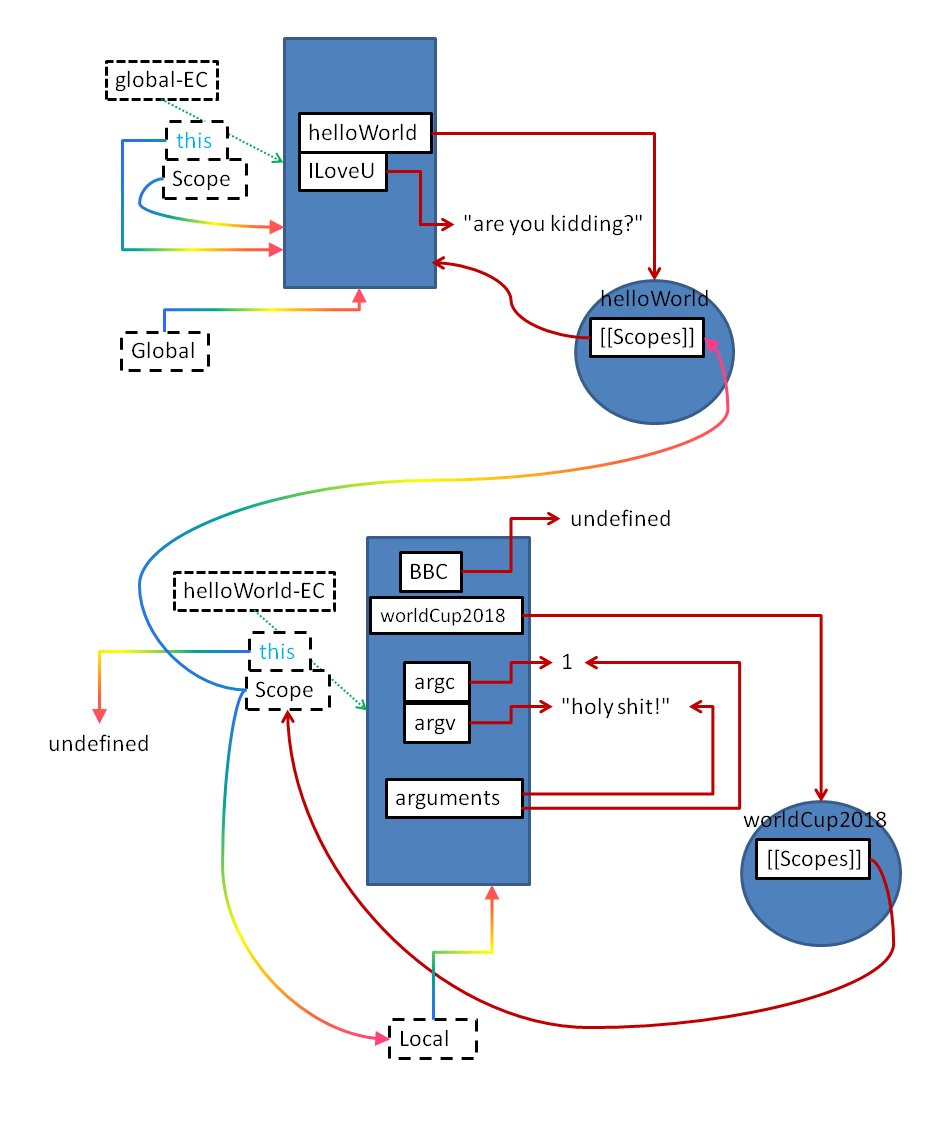 global-EC
this
Scope
helloWorld
ILoveU
"are you kidding?"
Global
helloWorld
[[Scopes]]
undefined
BBC
helloWorld-EC
worldCup2018
this
Scope
argc
1
argv
"holy shit!"
undefined
arguments
worldCup2018
[[Scopes]]
Local